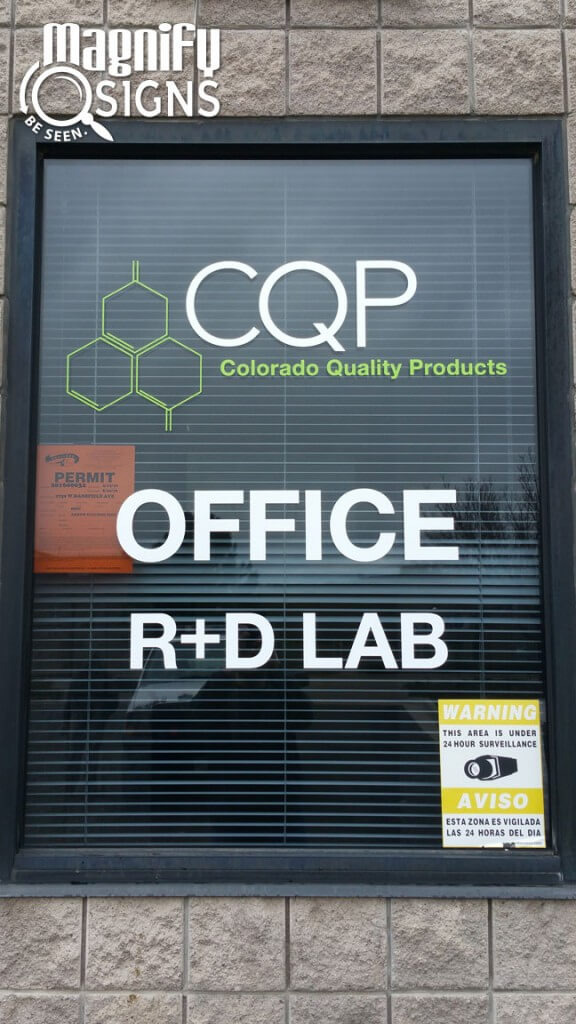 Magnify
SIGNS
BE SEEN.
CQP
Colorado Quality Products
PERMIT
OFFICE
R+D LAB
WARNING
THIS AREA IS UNDER
24 HOUR SURVEILLANCE
AVISO
ESTA ZONA ES VIGILADA
LAS 24 HORAS DEL DIA